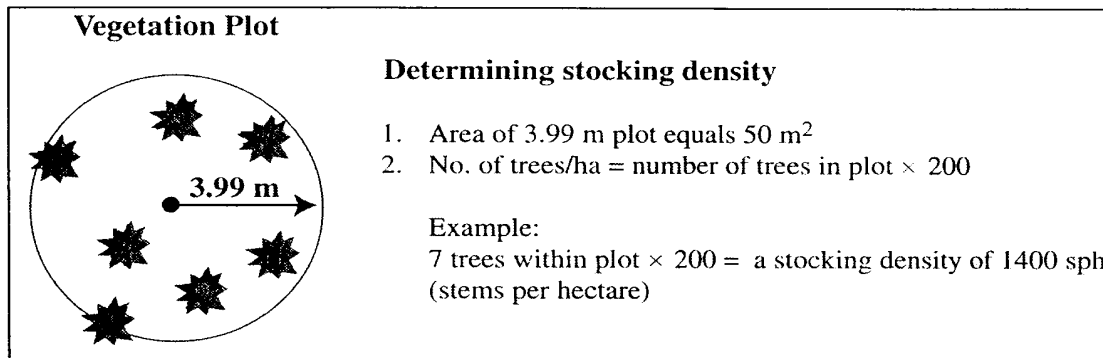 Vegetation Plot
3.99 m
Determining stocking density
1. Area of 3.99 m plot equals 50 m²
2. No. of trees/ha = number of trees in plot × 200
Example:
7 trees within plot × 200 = a stocking density of 1400 sph
(stems per hectare)